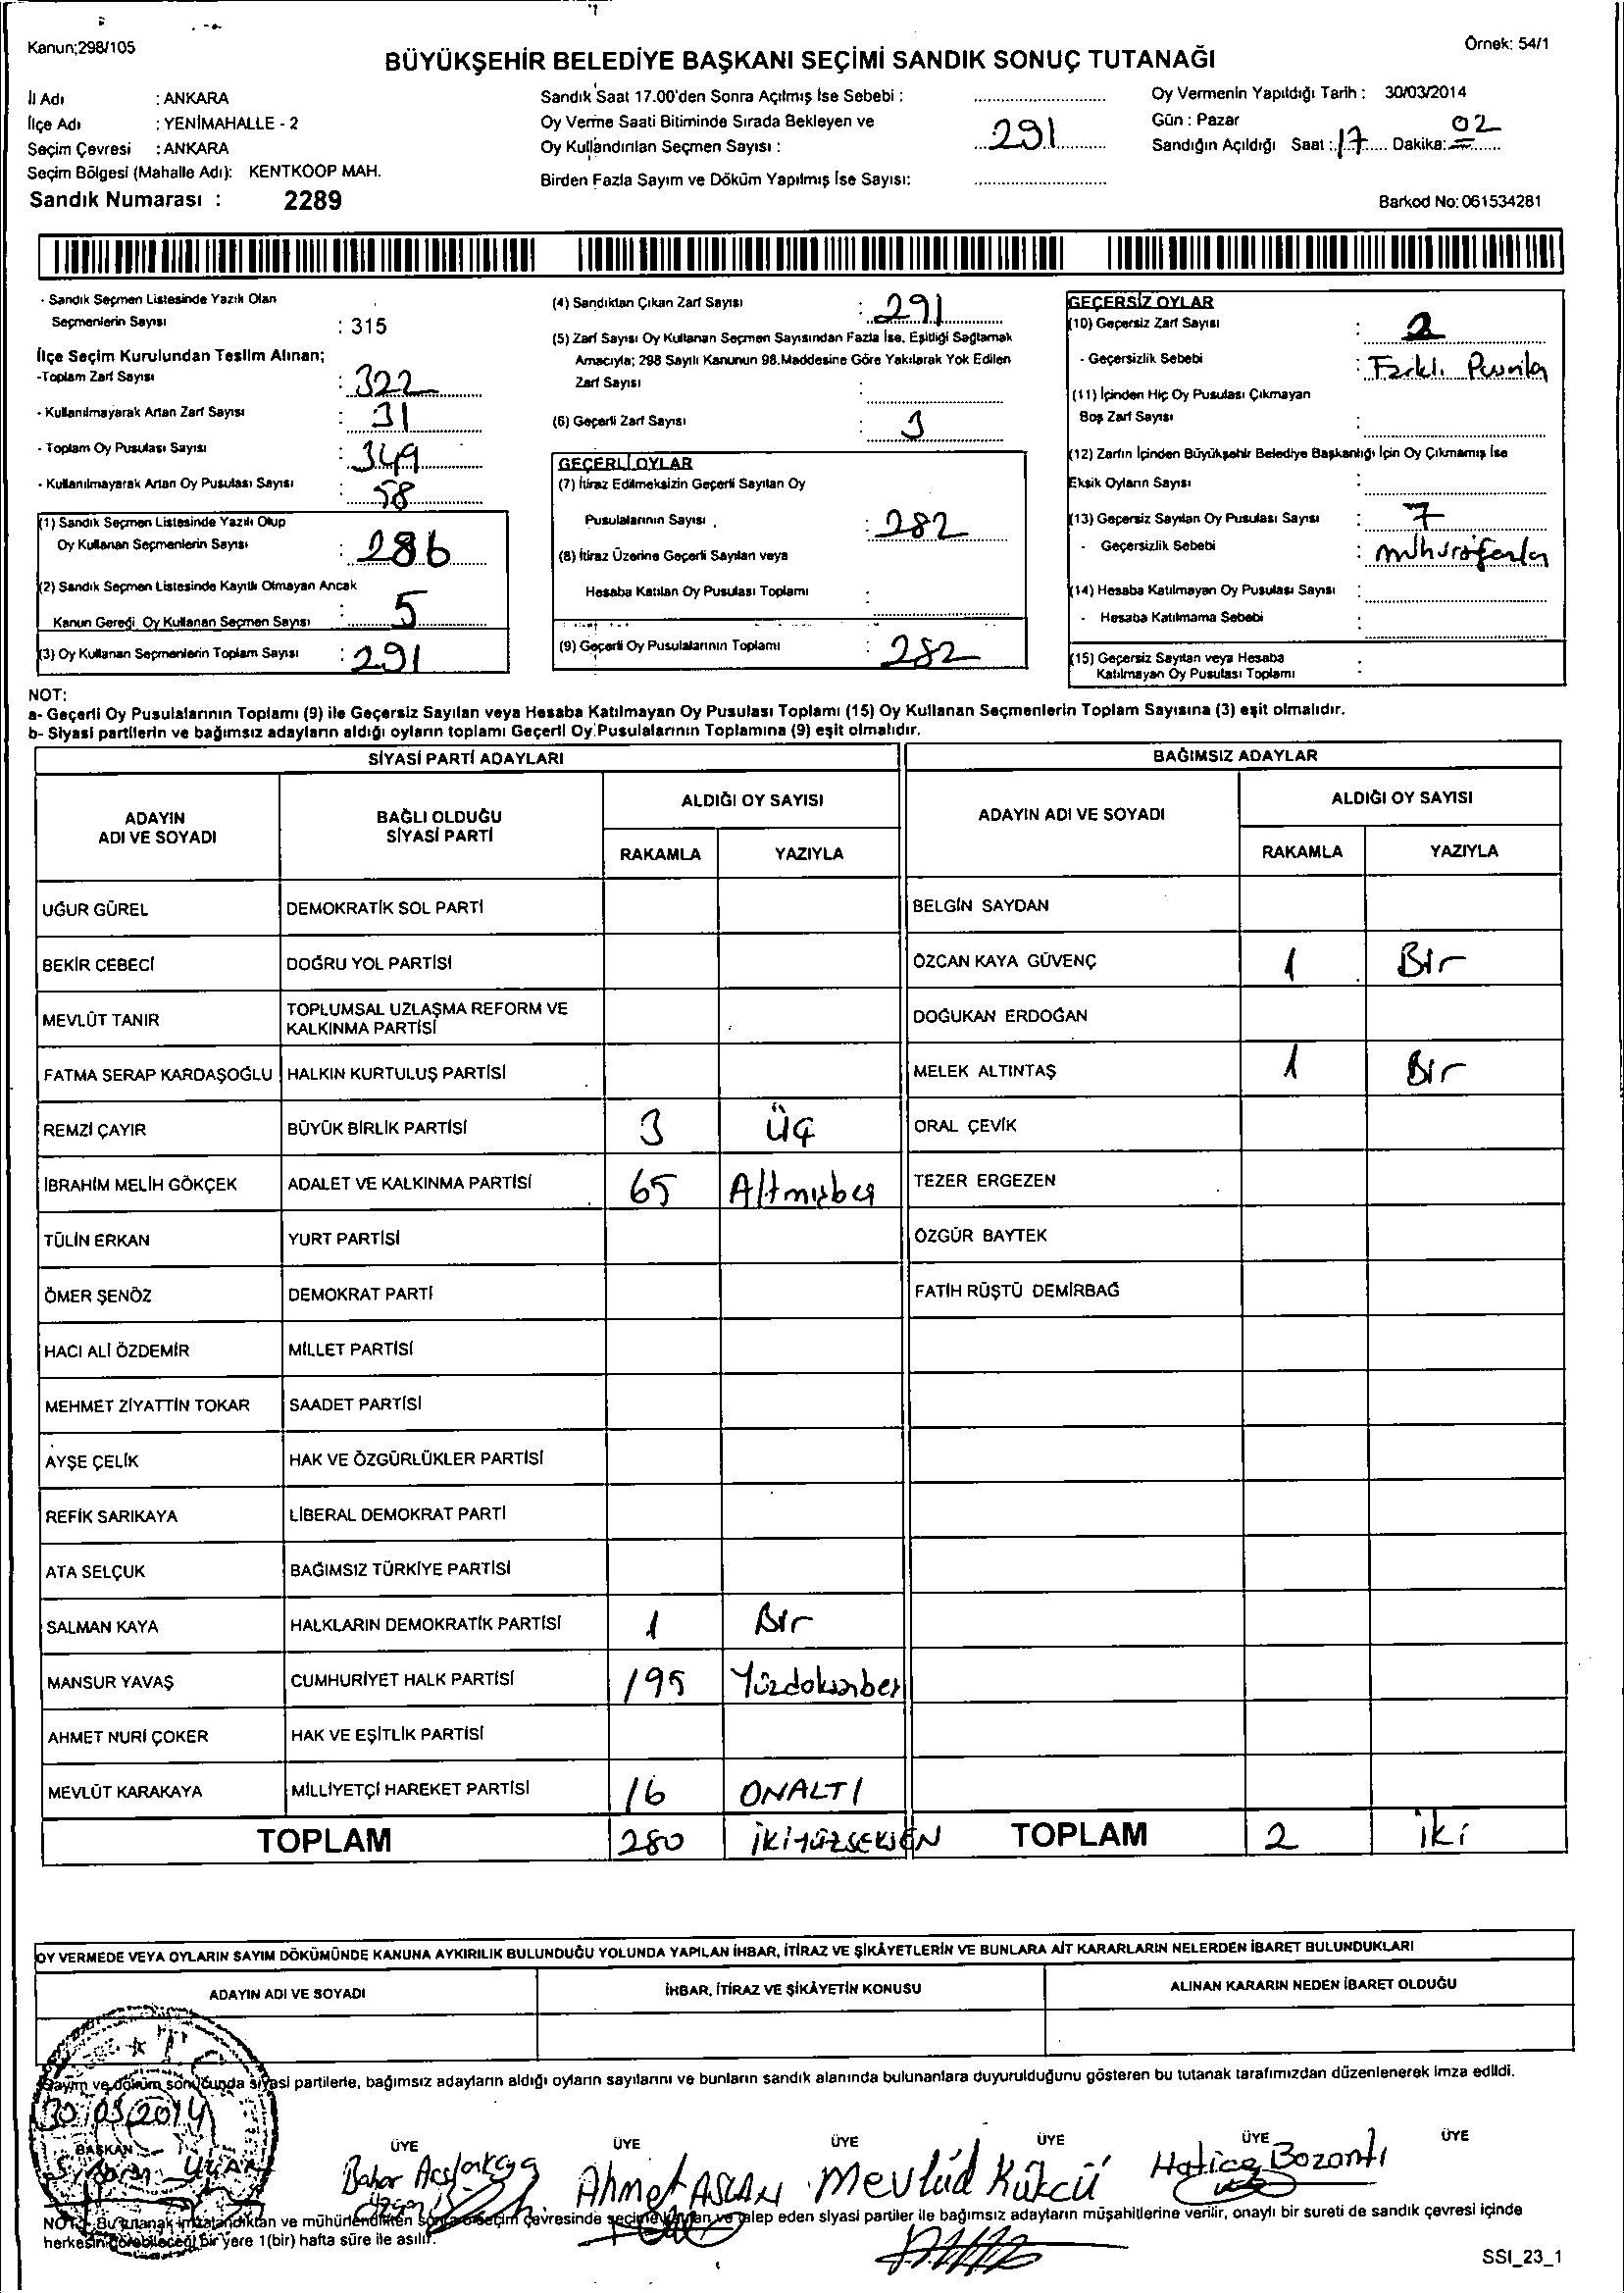 Kanun;298/105
Örnek: 54/1
BÜYÜKŞEHİR BELEDİYE BAŞKANI SEÇİMİ SANDIK SONUÇ TUTANAĞI
İl Adı : ANKARA
İlçe Adı : YENİMAHALLE - 2
Seçim Çevresi : ANKARA
Seçim Bölgesi (Mahalle Adı): KENTKOOP MAH.
Sandık Numarası : 2289
Sandık Saat 17.00'den Sonra Açılmış İse Sebebi :
Oy Verme Saati Bitiminde Sırada Bekleyen ve
Oy Kullandırılan Seçmen Sayısı : 291
Birden Fazla Sayım ve Döküm Yapılmış İse Sayısı:
Oy Vermenin Yapıldığı Tarih : 30/03/2014
Gün : Pazar
Sandığın Açıldığı Saat : 17 Dakika: 02
Barkod No: 061534281
- Sandık Seçmen Listesinde Yazılı Olan
Seçmenlerin Sayısı : 315
İlçe Seçim Kurulundan Teslim Alınan;
-Toplam Zarf Sayısı : 322
- Kullanılmayarak Artan Zarf Sayısı : 31
- Toplam Oy Pusulası Sayısı : 349
- Kullanılmayarak Artan Oy Pusulası Sayısı : 58
(1) Sandık Seçmen Listesinde Yazılı Olup
Oy Kullanan Seçmenlerin Sayısı : 286
(2) Sandık Seçmen Listesinde Kayıtlı Olmayan Ancak
Kanun Gereği Oy Kullanan Seçmen Sayısı : 5
(3) Oy Kullanan Seçmenlerin Toplam Sayısı : 291
(4) Sandıktan Çıkan Zarf Sayısı : 291
(5) Zarf Sayısı Oy Kullanan Seçmen Sayısından Fazla İse, Eşitliği Sağlamak
Amacıyla; 298 Sayılı Kanunun 98.Maddesine Göre Yakılarak Yok Edilen
Zarf Sayısı :
(6) Geçerli Zarf Sayısı : 3
GEÇERLİ OYLAR
(7) İtiraz Edilmeksizin Geçerli Sayılan Oy
Pusulalarının Sayısı : 282
(8) İtiraz Üzerine Geçerli Sayılan veya
Hesaba Katılan Oy Pusulası Toplamı :
(9) Geçerli Oy Pusulalarının Toplamı : 282
GEÇERSİZ OYLAR
(10) Geçersiz Zarf Sayısı : 2
- Geçersizlik Sebebi : Farklı
(11) İçinden Hiç Oy Pusulası Çıkmayan
Boş Zarf Sayısı :
(12) Zarfın İçinden Büyükşehir Belediye Başkanlığı İçin Oy Çıkmamış İse
Eksik Oyların Sayısı :
(13) Geçersiz Sayılan Oy Pusulası Sayısı : 7
- Geçersizlik Sebebi :
(14) Hesaba Katılmayan Oy Pusulası Sayısı :
- Hesaba Katılmama Sebebi :
(15) Geçersiz Sayılan veya Hesaba
Katılmayan Oy Pusulası Toplamı :
NOT:
a- Geçerli Oy Pusulalarının Toplamı (9) ile Geçersiz Sayılan veya Hesaba Katılmayan Oy Pusulası Toplamı (15) Oy Kullanan Seçmenlerin Toplam Sayısına (3) eşit olmalıdır.
b- Siyasi partilerin ve bağımsız adayların aldığı oyların toplamı Geçerli Oy Pusulalarının Toplamına (9) eşit olmalıdır.
SİYASİ PARTİ ADAYLARI
BAĞIMSIZ ADAYLAR
ADAYIN
ADI VE SOYADI
BAĞLI OLDUĞU
SİYASİ PARTİ
ALDIĞI OY SAYISI
RAKAMLA YAZIYLA
ADAYIN ADI VE SOYADI
ALDIĞI OY SAYISI
RAKAMLA YAZIYLA
UĞUR GÜREL DEMOKRATİK SOL PARTİ BELGİN SAYDAN
BEKİR CEBECİ DOĞRU YOL PARTİSİ ÖZCAN KAYA GÜVENÇ 1 Bir
MEVLÜT TANIR TOPLUMSAL UZLAŞMA REFORM VE
KALKINMA PARTİSİ DOĞUKAN ERDOĞAN
FATMA SERAP KARDAŞOĞLU HALKIN KURTULUŞ PARTİSİ MELEK ALTINTAŞ 1 Bir
REMZİ ÇAYIR BÜYÜK BİRLİK PARTİSİ 3 Üç ORAL ÇEVİK
İBRAHİM MELİH GÖKÇEK ADALET VE KALKINMA PARTİSİ 65 Altmışbeş TEZER ERGEZEN
TÜLİN ERKAN YURT PARTİSİ ÖZGÜR BAYTEK
ÖMER ŞENÖZ DEMOKRAT PARTİ FATİH RÜŞTÜ DEMİRBAĞ
HACI ALİ ÖZDEMİR MİLLET PARTİSİ
MEHMET ZİYATTİN TOKAR SAADET PARTİSİ
AYŞE ÇELİK HAK VE ÖZGÜRLÜKLER PARTİSİ
REFİK SARIKAYA LİBERAL DEMOKRAT PARTİ
ATA SELÇUK BAĞIMSIZ TÜRKİYE PARTİSİ
SALMAN KAYA HALKLARIN DEMOKRATİK PARTİSİ 1 Bir
MANSUR YAVAŞ CUMHURİYET HALK PARTİSİ 195 Yüzdoksanbeş
AHMET NURİ ÇOKER HAK VE EŞİTLİK PARTİSİ
MEVLÜT KARAKAYA MİLLİYETÇİ HAREKET PARTİSİ 16 ONALTI
TOPLAM 280 İKİYÜZSEKSEN TOPLAM 2 iki
OY VERMEDE VEYA OYLARIN SAYIM DÖKÜMÜNDE KANUNA AYKIRILIK BULUNDUĞU YOLUNDA YAPILAN İHBAR, İTİRAZ VE ŞİKÂYETLERİN VE BUNLARA AİT KARARLARIN NELERDEN İBARET BULUNDUKLARI
ADAYIN ADI VE SOYADI İHBAR, İTİRAZ VE ŞİKÂYETİN KONUSU ALINAN KARARIN NEDEN İBARET OLDUĞU
Sayım ve döküm sonucunda siyasi partilerle, bağımsız adayların aldığı oyların sayılarını ve bunların sandık alanında bulunanlara duyurulduğunu gösteren bu tutanak tarafımızdan düzenlenerek imza edildi.
30/03/2014
BAŞKAN ÜYE ÜYE ÜYE ÜYE ÜYE ÜYE
Bahar Ahmet ASLAN Mevlüd Kükcü Hatice Bozantı
NOT: Bu tutanak imzalandıktan ve mühürlendikten sonra o seçim çevresinde seçime katılan ve talep eden siyasi partiler ile bağımsız adayların müşahitlerine verilir, onaylı bir sureti de sandık çevresi içinde
herkesin görebileceği bir yere 1(bir) hafta süre ile asılır.
SSI_23_1